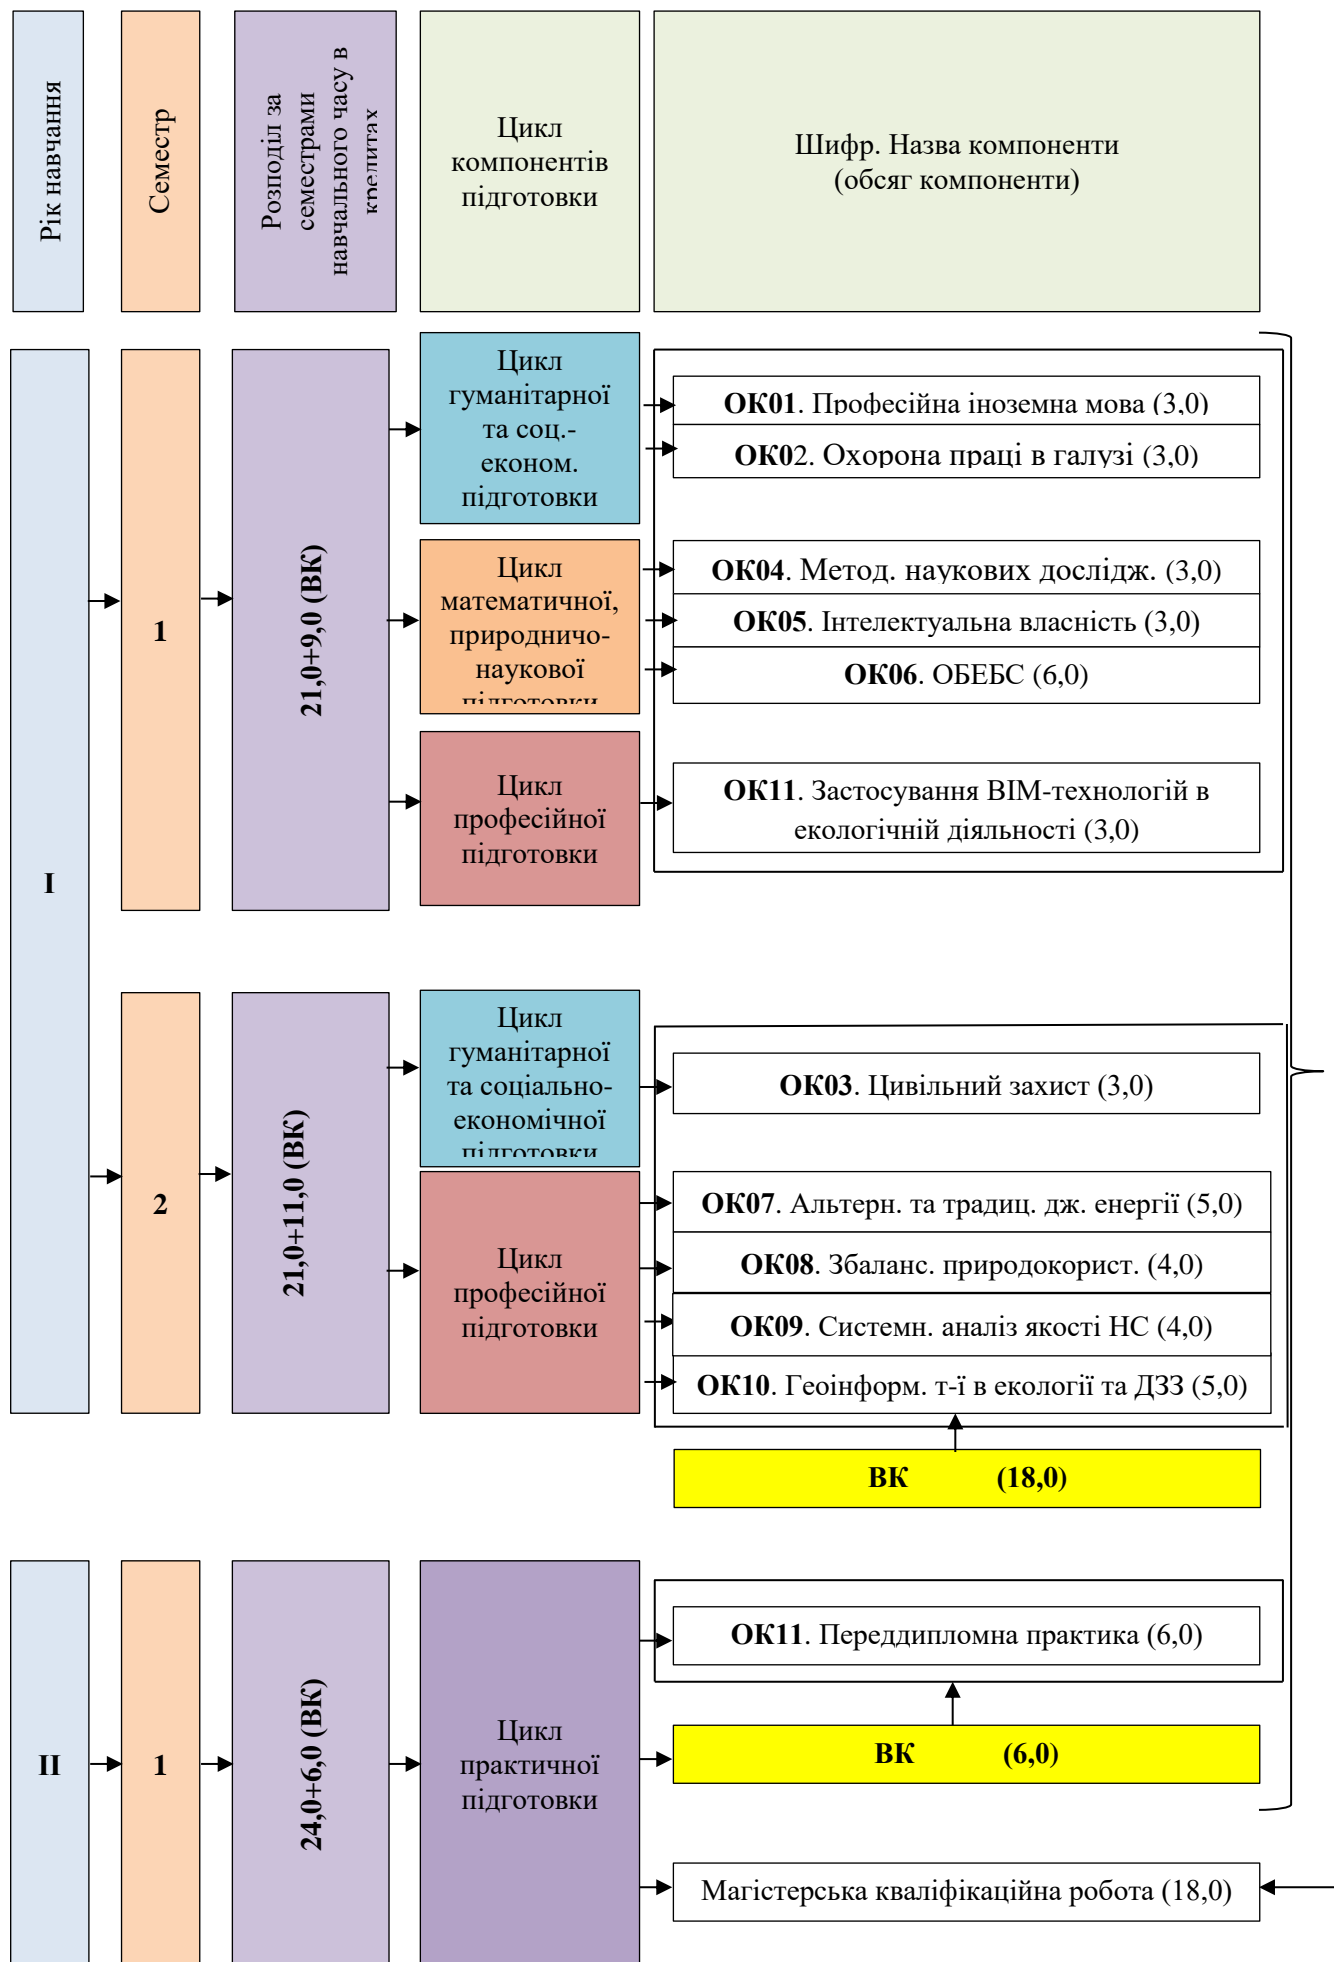 Рік навчання
Семестр
Розподіл за
семестрами
навчального часу в
кредитах
Цикл
компонентів
підготовки
Шифр. Назва компоненти
(обсяг компоненти)
I
1
21,0+9,0 (ВК)
Цикл
гуманітарної
та соц.-
економ.
підготовки
ОК01. Професійна іноземна мова (3,0)
ОК02. Охорона праці в галузі (3,0)
Цикл
математичної,
природничо-
наукової
підготовки
ОК04. Метод. наукових дослідж. (3,0)
ОК05. Інтелектуальна власність (3,0)
ОК06. ОБЕБС (6,0)
Цикл
професійної
підготовки
ОК11. Застосування BIM-технологій в
екологічній діяльності (3,0)
2
21,0+11,0 (ВК)
Цикл
гуманітарної
та соціально-
економічної
підготовки
ОК03. Цивільний захист (3,0)
Цикл
професійної
підготовки
ОК07. Альтерн. та традиц. дж. енергії (5,0)
ОК08. Збаланс. природокорист. (4,0)
ОК09. Системн. аналіз якості НС (4,0)
ОК10. Геоінформ. т-ї в екології та ДЗЗ (5,0)
ВК (18,0)
II
1
24,0+6,0 (ВК)
Цикл
практичної
підготовки
ОК11. Переддипломна практика (6,0)
ВК (6,0)
Магістерська кваліфікаційна робота (18,0)